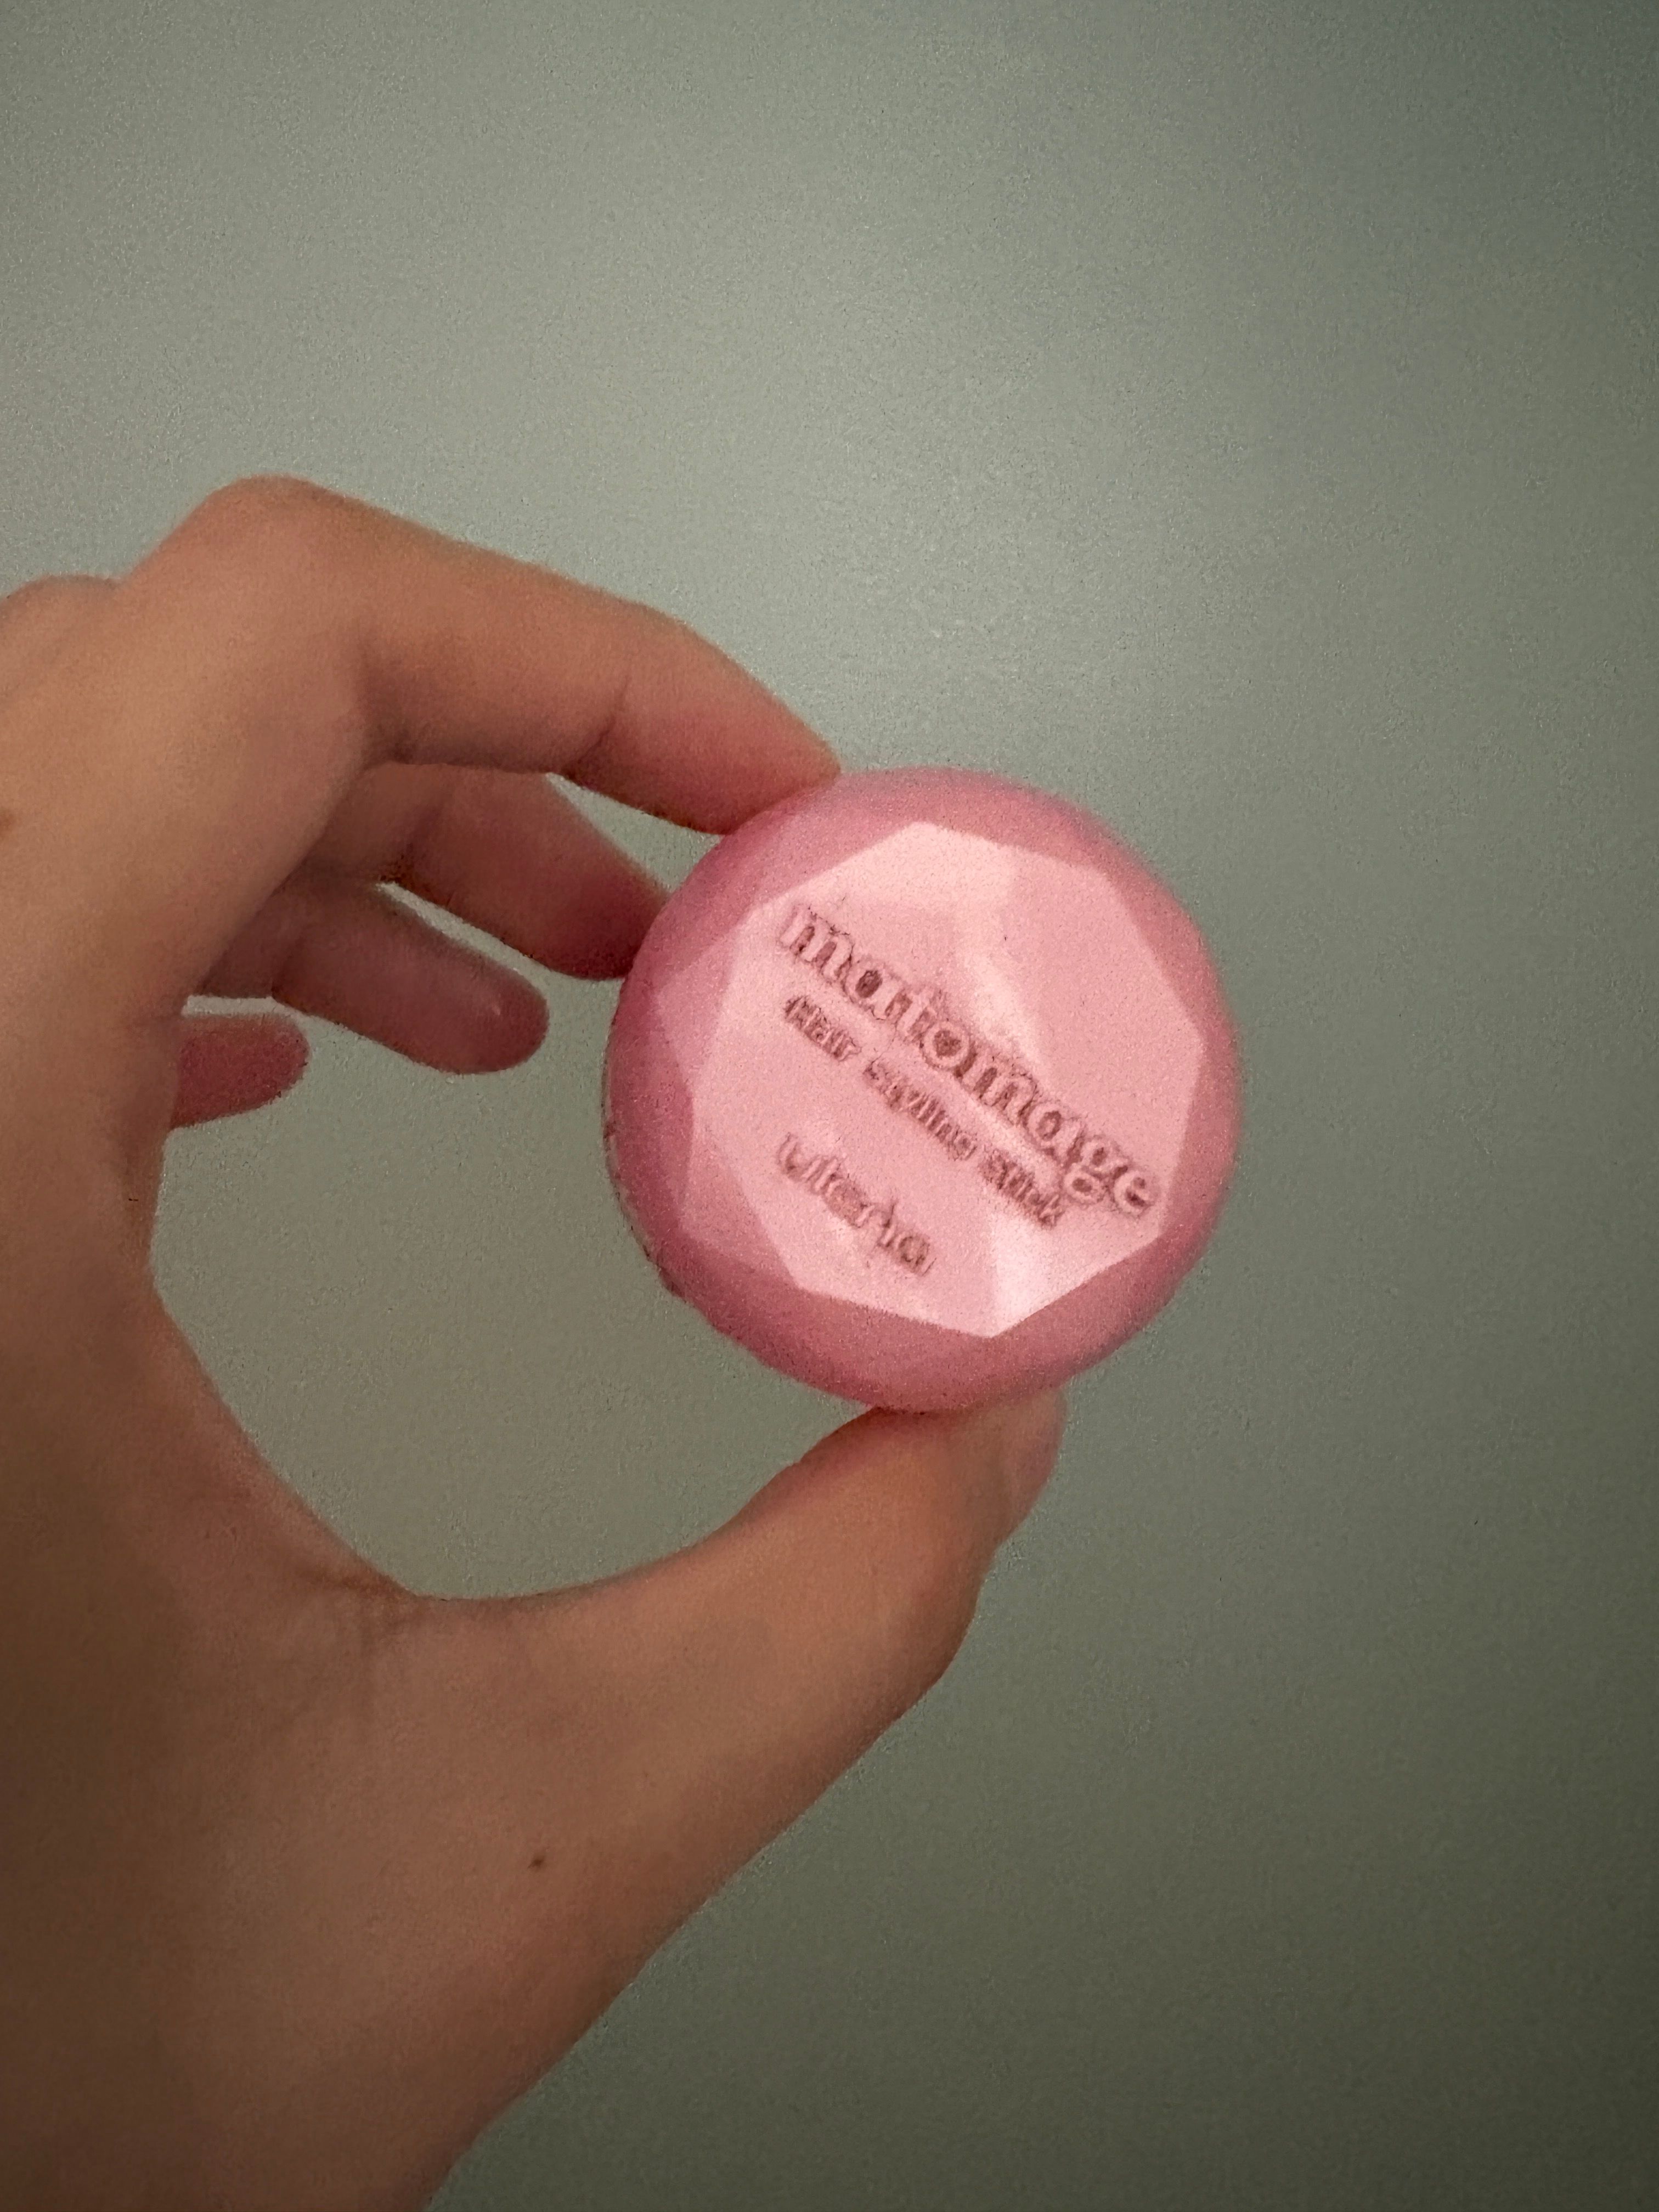 matomage
Hair styling stick
utena